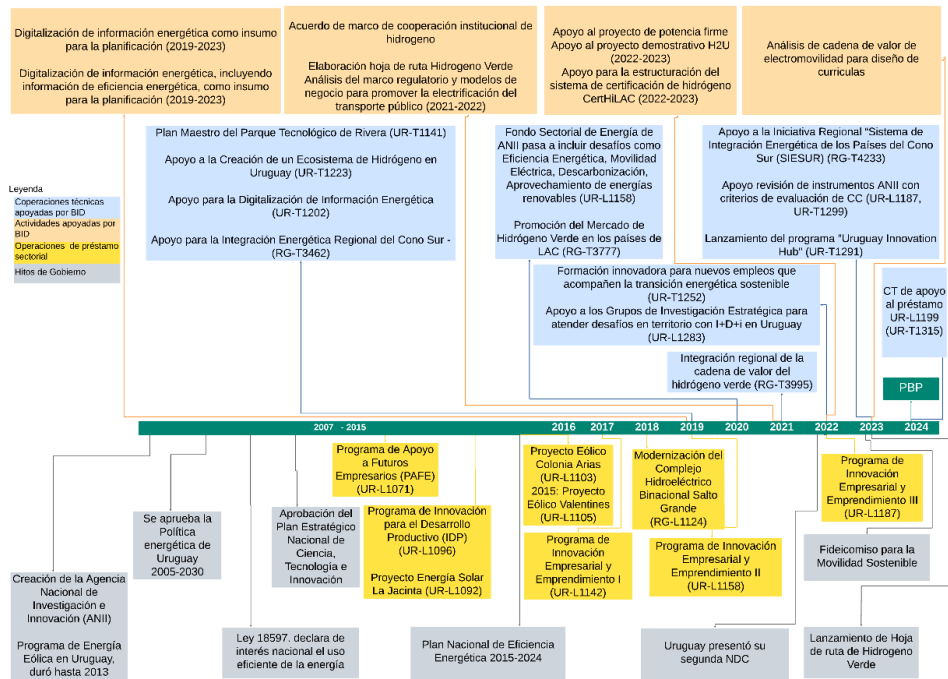 Digitalización de información energética como insumo
para la planificación (2019-2023)
Digitalización de información energética, incluyendo
información de eficiencia energética, como insumo
para la planificación (2019-2023)
Acuerdo de marco de cooperación institucional de
hidrogeno
Elaboración hoja de ruta Hidrogeno Verde
Análisis del marco regulatorio y modelos de
negocio para promover la electrificación del
transporte público (2021-2022)
Apoyo al proyecto de potencia firme
Apoyo al proyecto demostrativo H2U
(2022-2023)
Apoyo para la estructuración del
sistema de certificación de hidrógeno
CertHiLAC (2022-2023)
Análisis de cadena de valor de
electromovilidad para diseño de
curriculas
Plan Maestro del Parque Tecnológico de Rivera (UR-T1141)
Apoyo a la Creación de un Ecosistema de Hidrógeno en
Uruguay (UR-T1223)
Apoyo para la Digitalización de Información Energética
(UR-T1202)
Apoyo para la Integración Energética Regional del Cono Sur -
(RG-T3462)
Fondo Sectorial de Energía de
ANII pasa a incluir desafíos como
Eficiencia Energética, Movilidad
Eléctrica, Descarbonización,
Aprovechamiento de energías
renovables (UR-L1158)
Promoción del Mercado de
Hidrógeno Verde en los países de
LAC (RG-T3777)
Apoyo a la Iniciativa Regional "Sistema de
Integración Energética de los Países del Cono
Sur (SIESUR) (RG-T4233)
Apoyo revisión de instrumentos ANII con
criterios de evaluación de CC (UR-L1187,
UR-T1299)
Lanzamiento del programa "Uruguay Innovation
Hub" (UR-T1291)
Leyenda
Coperaciones técnicas
apoyadas por BID
Actividades apoyadas por
BID
Operaciones de préstamo
sectorial
Hitos de Gobierno
Formación innovadora para nuevos empleos que
acompañen la transición energética sostenible
(UR-T1252)
Apoyo a los Grupos de Investigación Estratégica para
atender desafíos en territorio con I+D+i en Uruguay
(UR-L1283)
CT de apoyo
al préstamo
UR-L1199
(UR-T1315)
Integración regional de la
cadena de valor del
hidrógeno verde (RG-T3995)
PBP
2007 - 2015 2016 2017 2018 2019 2020 2021 2022 2023 2024
Programa de Apoyo
a Futuros
Empresarios (PAFE)
(UR-L1071)
Proyecto Eólico
Colonia Arias
(UR-L1103)
2015: Proyecto
Eólico Valentines
(UR-L1105)
Modernización del
Complejo
Hidroeléctrico
Binacional Salto
Grande
(RG-L1124)
Programa de
Innovación
Empresarial y
Emprendimiento III
(UR-L1187)
Se aprueba la
Política
energética de
Uruguay
2005-2030
Aprobación del
Plan Estratégico
Nacional de
Ciencia,
Tecnología e
Innovación
Programa de Innovación
para el Desarrollo
Productivo (IDP)
(UR-L1096)
Proyecto Energía Solar
La Jacinta (UR-L1092)
Programa de
Innovación
Empresarial y
Emprendimiento I
(UR-L1142)
Programa de Innovación
Empresarial y
Emprendimiento II
(UR-L1158)
Fideicomiso para la
Movilidad Sostenible
Creación de la Agencia
Nacional de
Investigación e
Innovación (ANII)
Programa de Energía
Eólica en Uruguay,
duró hasta 2013
Ley 18597. declara de
interés nacional el uso
eficiente de la energía
Plan Nacional de Eficiencia
Energética 2015-2024
Uruguay presentó su
segunda NDC
Lanzamiento de Hoja
de ruta de Hidrogeno
Verde